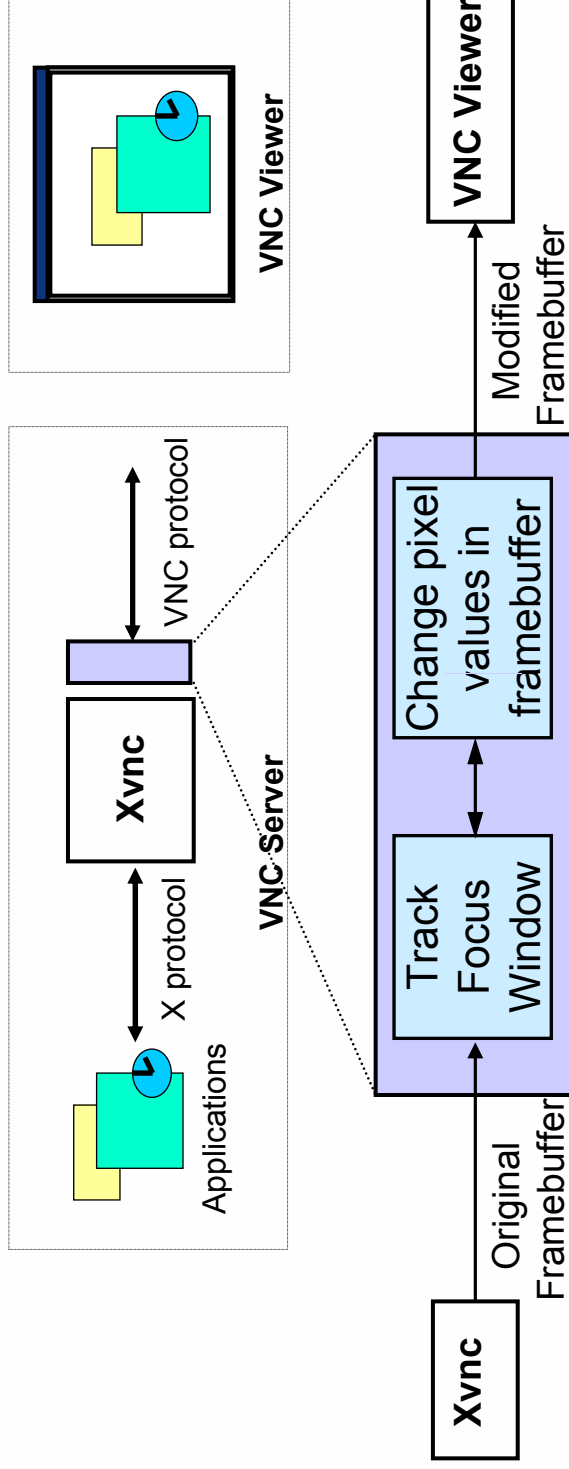 Applications
X protocol
Xvnc
VNC protocol
VNC Server
VNC Viewer
Xvnc
Original
Framebuffer
Track
Focus
Window
Change pixel
values in
framebuffer
Modified
Framebuffer
VNC Viewer